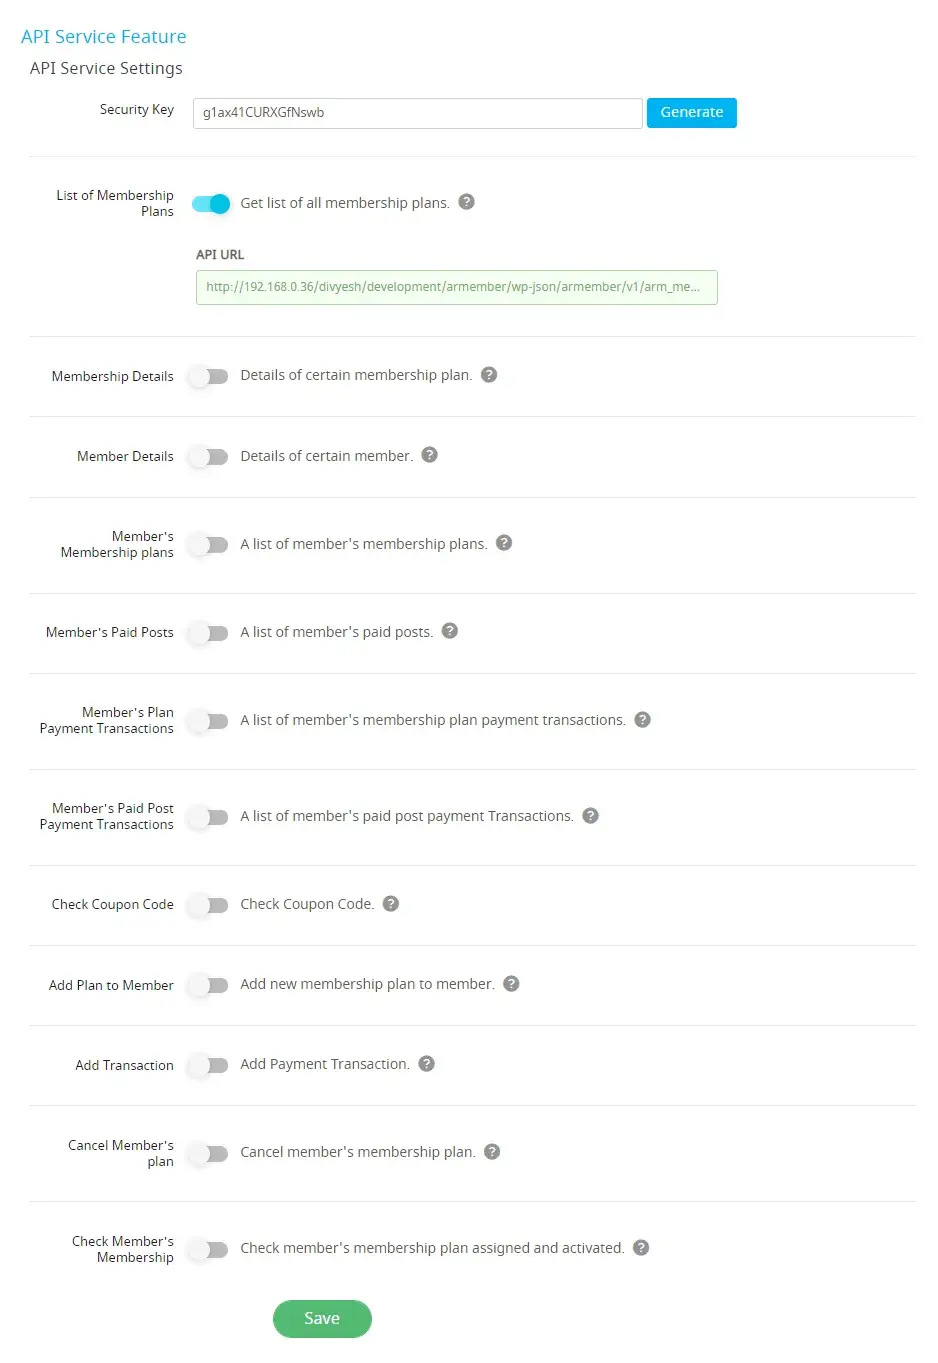 API Service Feature
API Service Settings
Security Key
g1ax41CURXGfNswb
Generate
List of Membership
Plans
Get list of all membership plans. ?
API URL
http://192.168.0.36/divyesh/development/armember/wp-json/armember/v1/arm_me...
Membership Details
Details of certain membership plan. ?
Member Details
Details of certain member. ?
Member's
Membership plans
A list of member's membership plans. ?
Member's Paid Posts
A list of member's paid posts. ?
Member's Plan
Payment Transactions
A list of member's membership plan payment transactions. ?
Member's Paid Post
Payment Transactions
A list of member's paid post payment Transactions. ?
Check Coupon Code
Check Coupon Code. ?
Add Plan to Member
Add new membership plan to member. ?
Add Transaction
Add Payment Transaction. ?
Cancel Member's
plan
Cancel member's membership plan. ?
Check Member's
Membership
Check member's membership plan assigned and activated. ?
Save